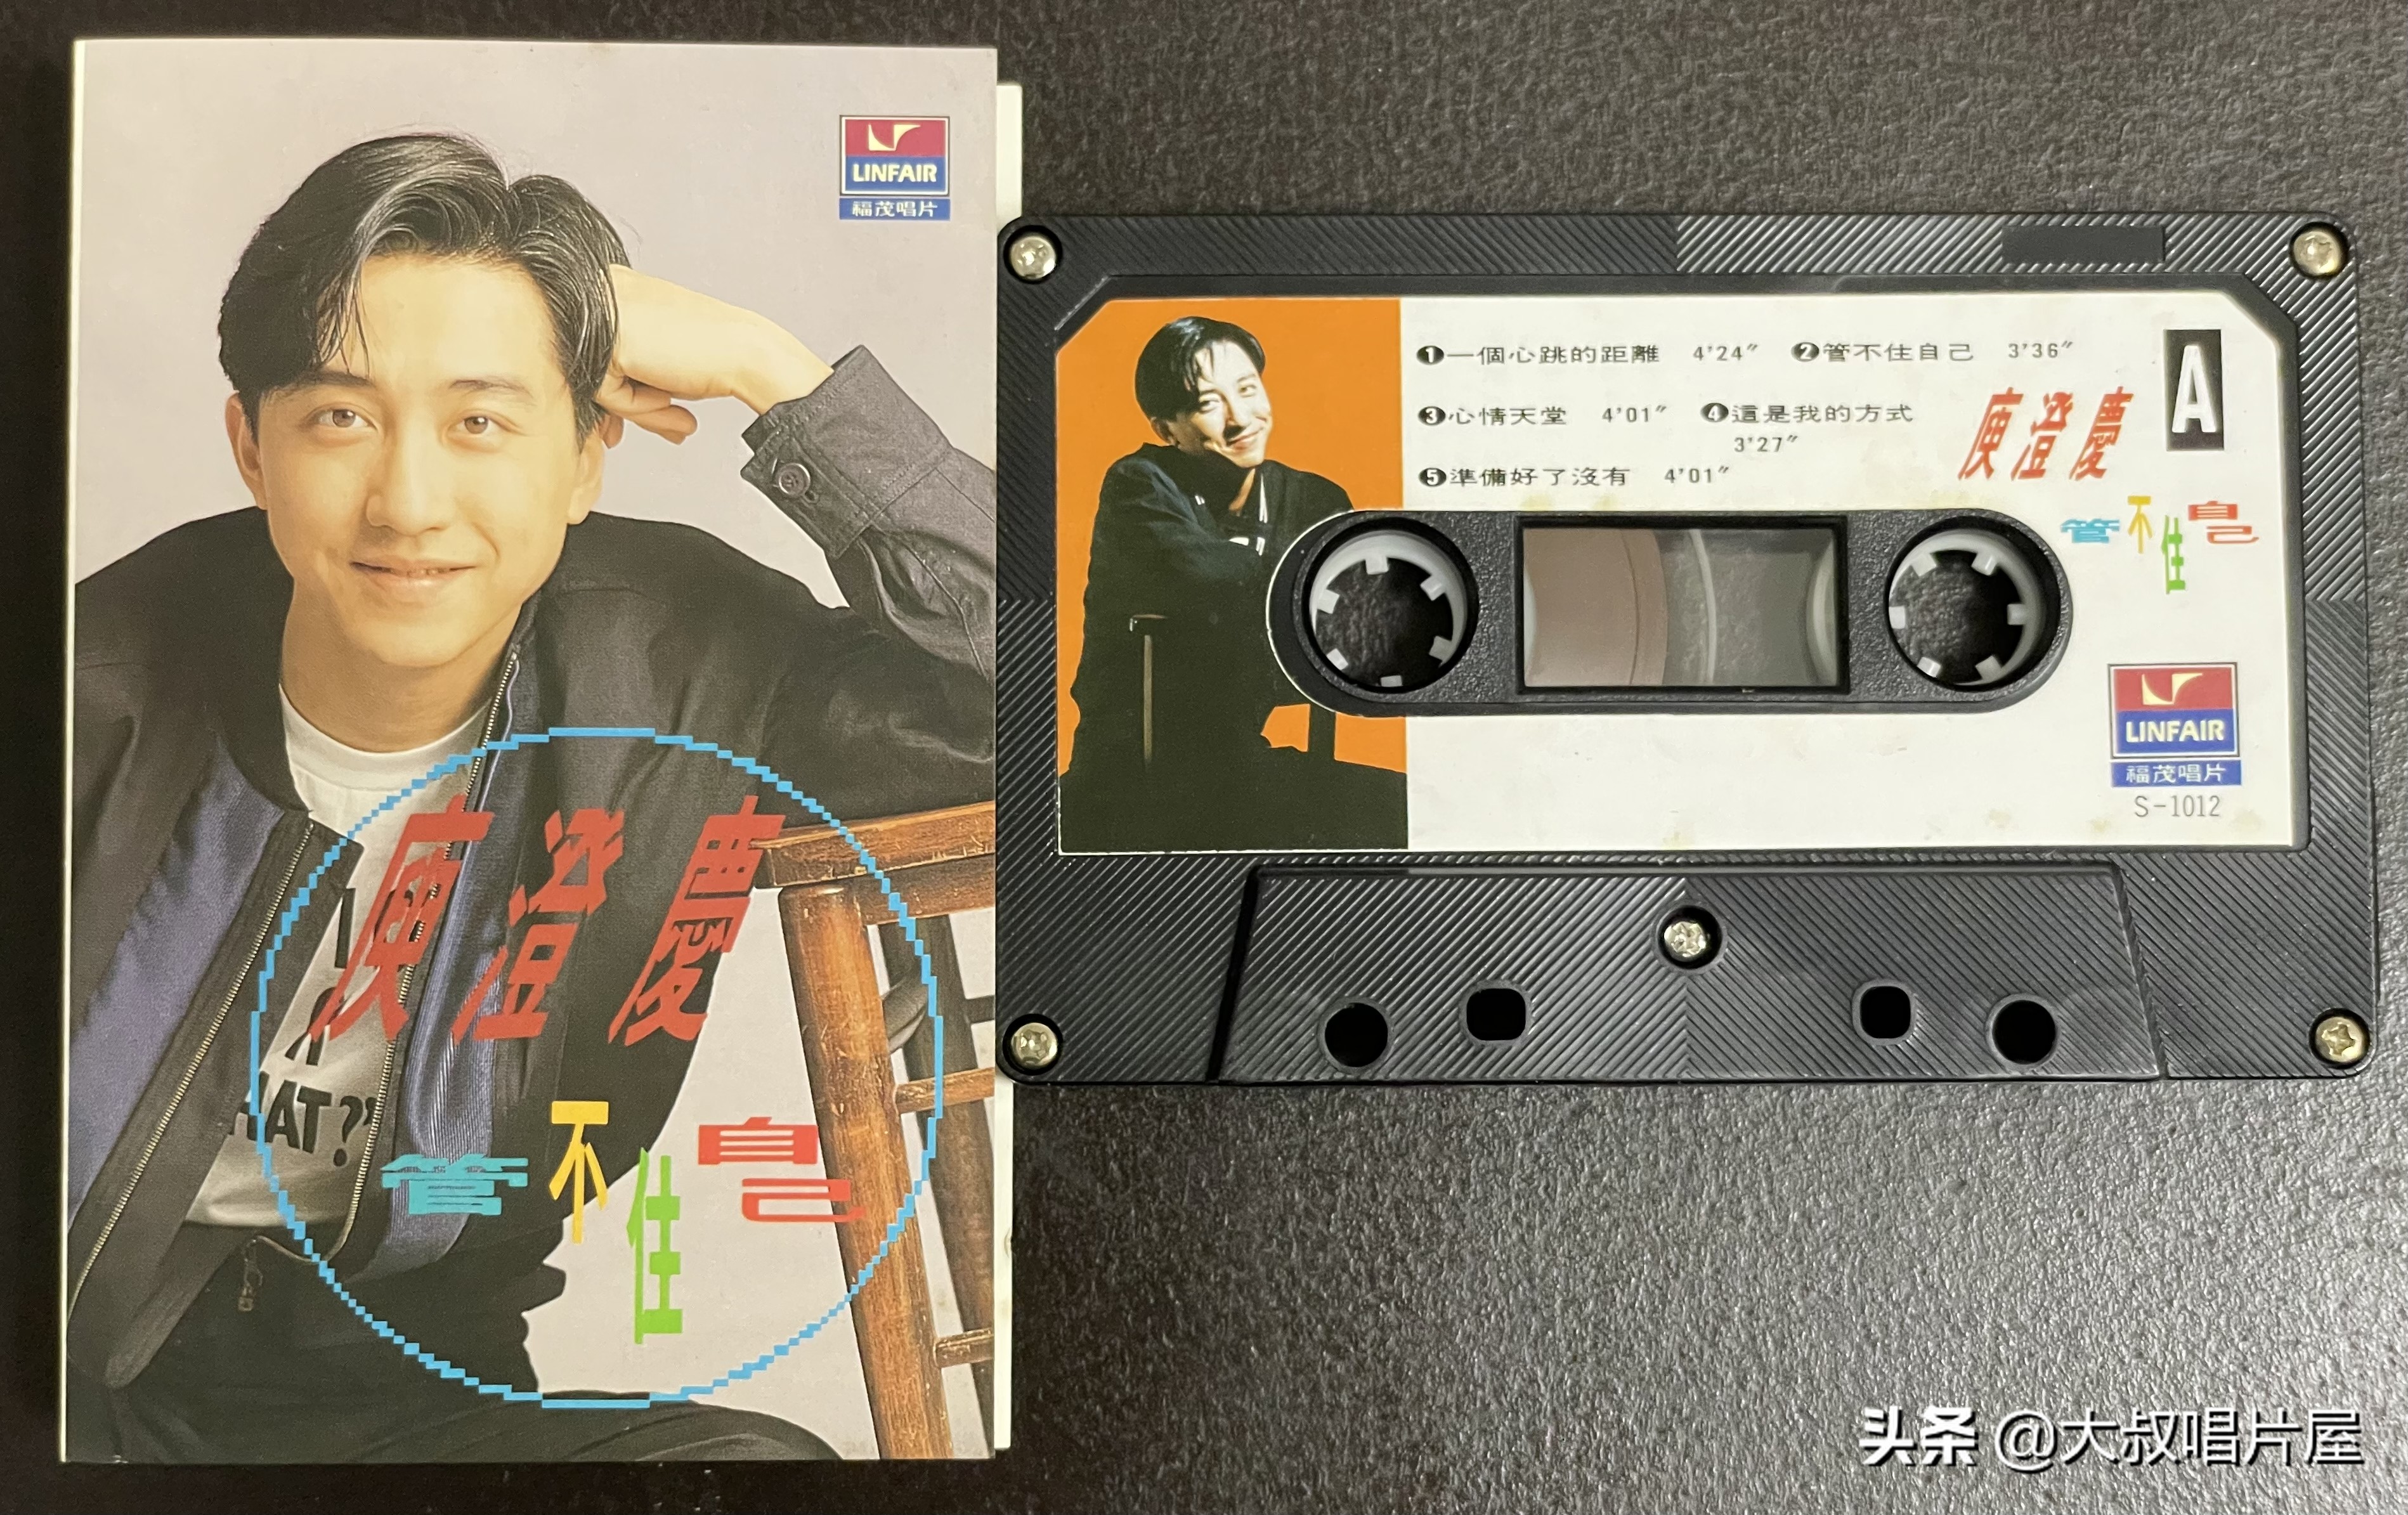 LINFAIR
福茂唱片
庾澄慶
管不住自己
HAT?"
❶一個心跳的距離 4'24" ❷管不住自己 3'36"
❸心情天堂 4'01" ❹這是我的方式
3'27"
❺準備好了沒有 4'01"
A
庾澄慶
管不住自己
LINFAIR
福茂唱片
S-1012
头条 @大叔唱片屋